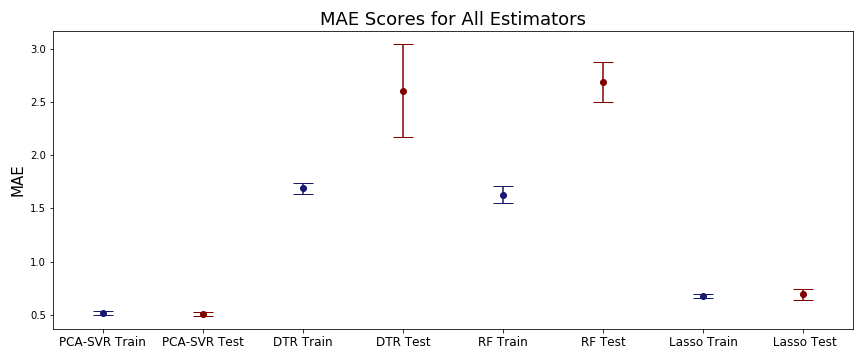 MAE Scores for All Estimators
MAE
3.0
2.5
2.0
1.5
1.0
0.5
PCA-SVR Train PCA-SVR Test DTR Train DTR Test RF Train RF Test Lasso Train Lasso Test